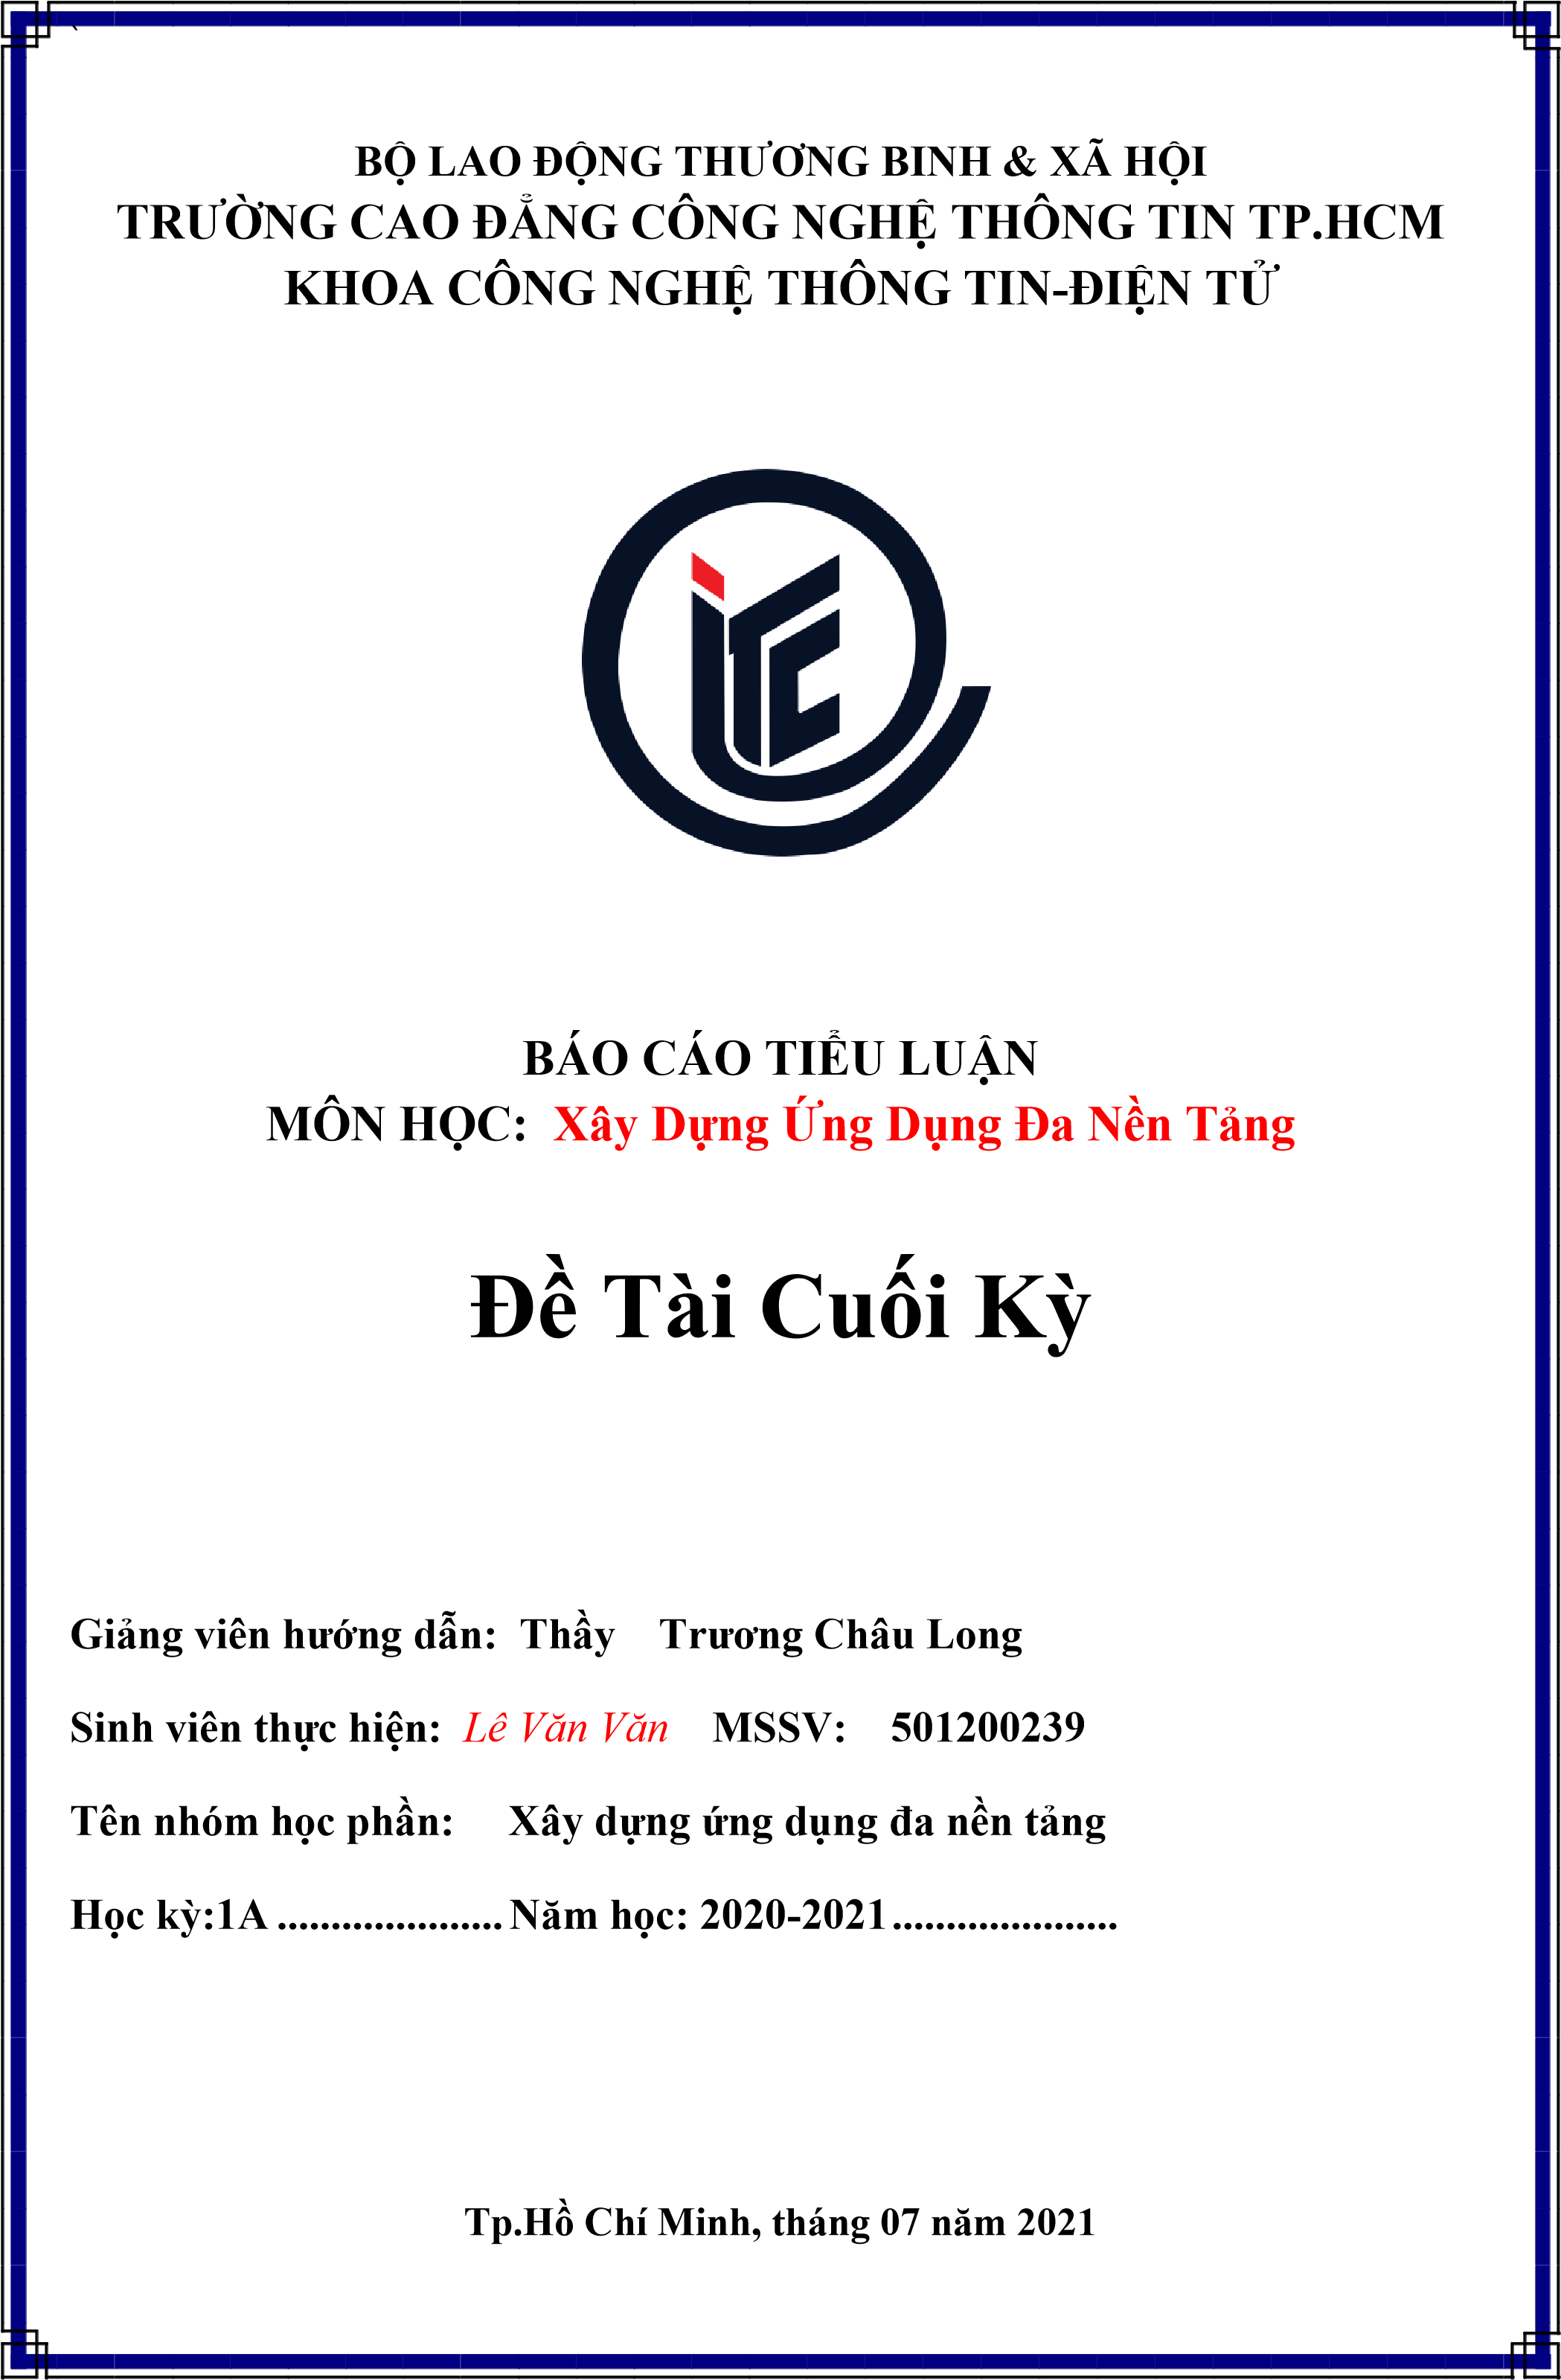 BỘ LAO ĐỘNG THƯƠNG BINH & XÃ HỘI
TRƯỜNG CAO ĐẲNG CÔNG NGHỆ THÔNG TIN TP.HCM
KHOA CÔNG NGHỆ THÔNG TIN-ĐIỆN TỬ
iTC
BÁO CÁO TIỂU LUẬN
MÔN HỌC: Xây Dựng Ứng Dụng Đa Nền Tảng
Đề Tài Cuối Kỳ
Giảng viên hướng dẫn: Thầy Trương Châu Long
Sinh viên thực hiện: Lê Văn Văn MSSV: 501200239
Tên nhóm học phần: Xây dựng ứng dụng đa nền tảng
Học kỳ:1A ..................... Năm học: 2020-2021.....................
Tp.Hồ Chí Minh, tháng 07 năm 2021